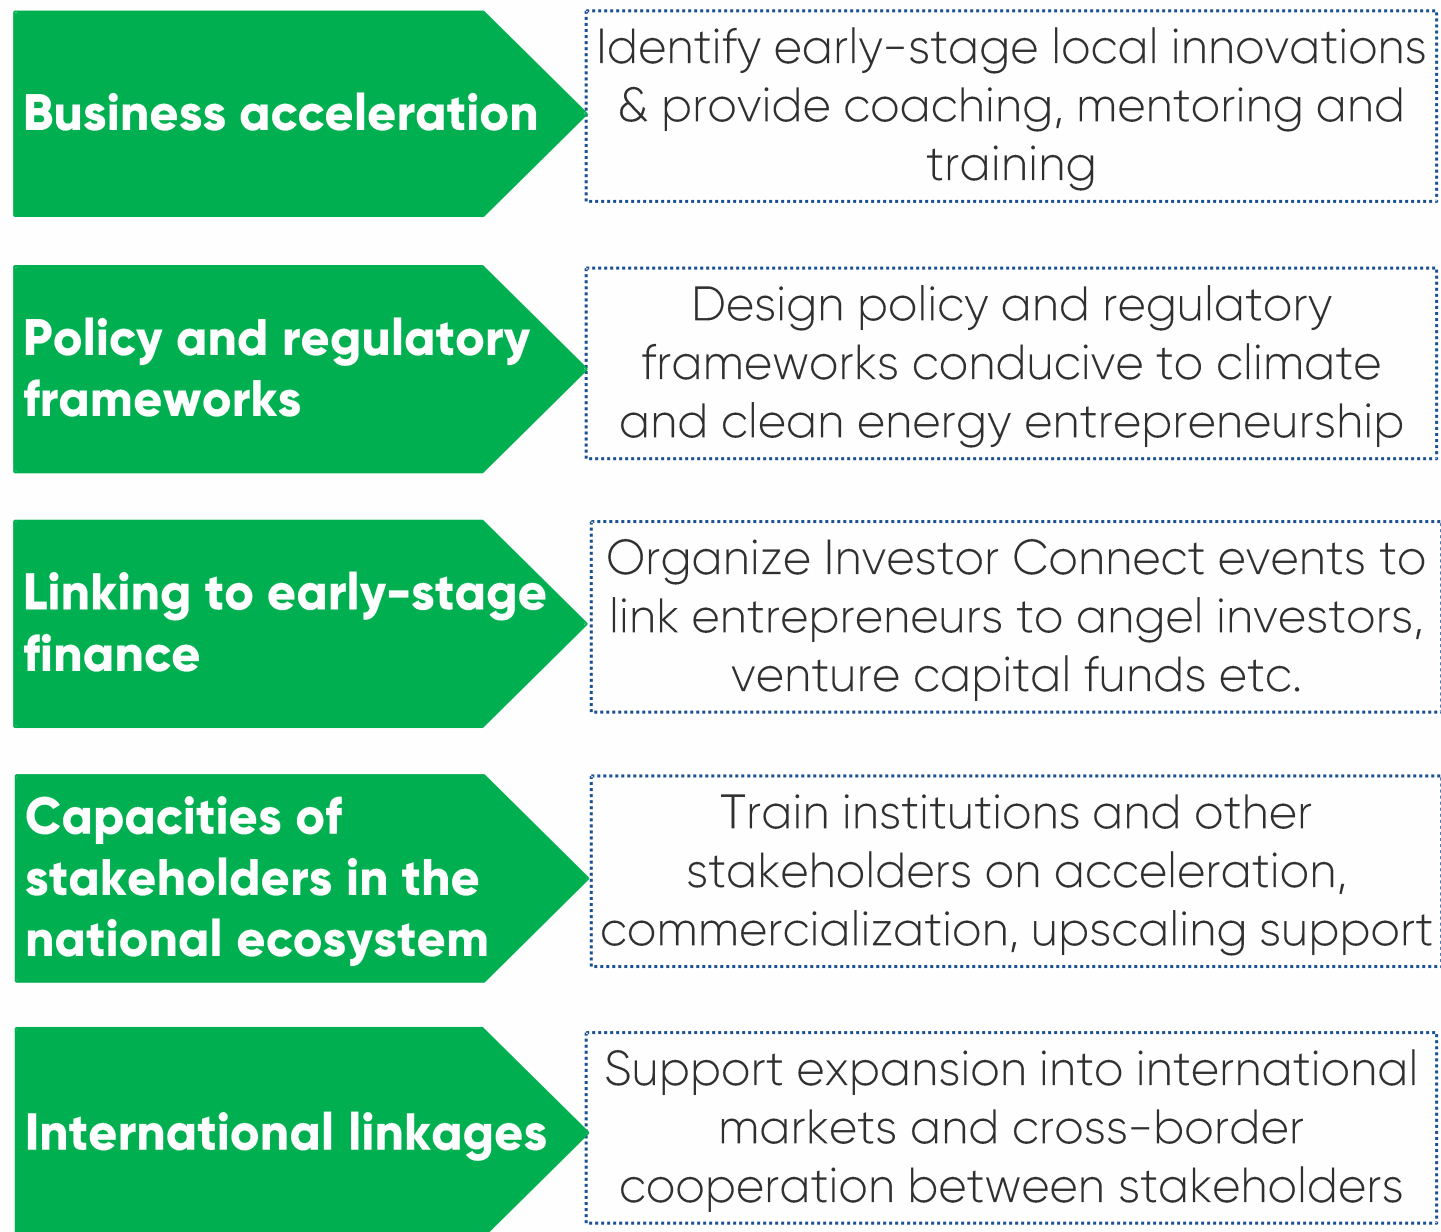 Business acceleration
Identify early-stage local innovations
& provide coaching, mentoring and
training
Policy and regulatory
frameworks
Design policy and regulatory
frameworks conducive to climate
and clean energy entrepreneurship
Linking to early-stage
finance
Organize Investor Connect events to
link entrepreneurs to angel investors,
venture capital funds etc.
Capacities of
stakeholders in the
national ecosystem
Train institutions and other
stakeholders on acceleration,
commercialization, upscaling support
International linkages
Support expansion into international
markets and cross-border
cooperation between stakeholders